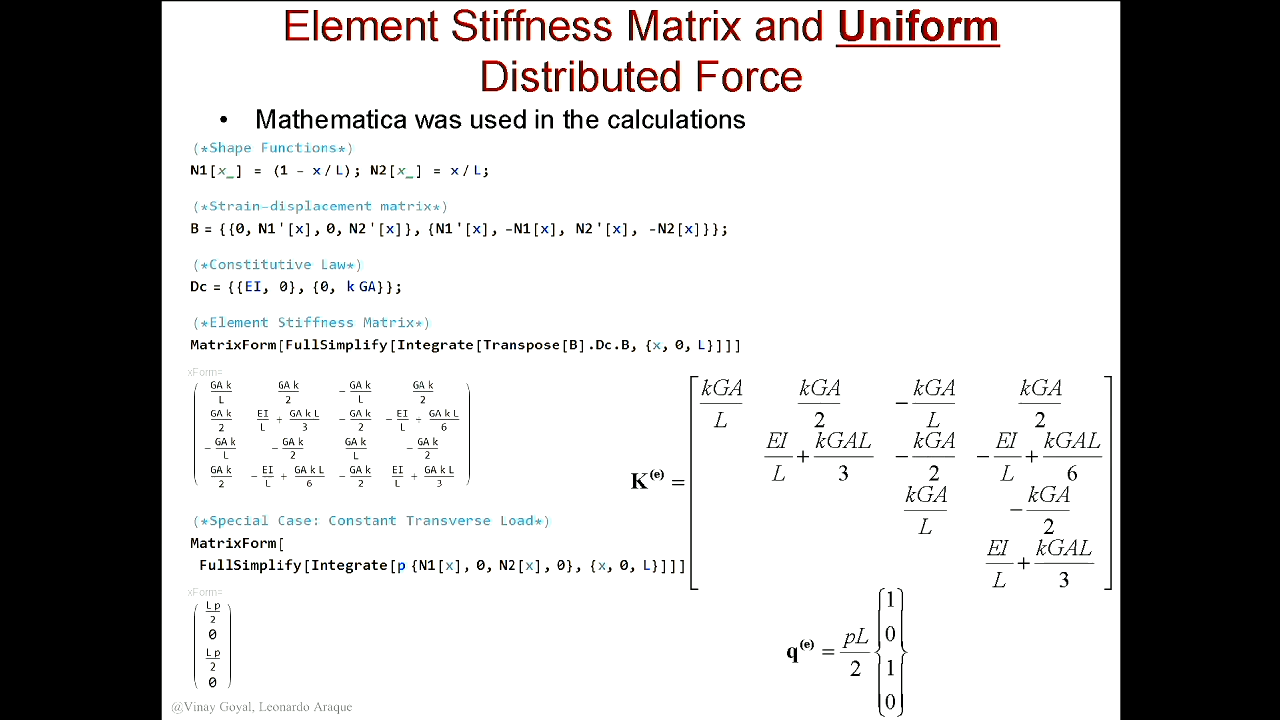 Element Stiffness Matrix and Uniform
Distributed Force
• Mathematica was used in the calculations
(*Shape Functions*)
N1[x_] = (1 - x/L); N2[x_] = x/L;
(*Strain-displacement matrix*)
B = {{0, N1'[x], 0, N2'[x]}, {N1'[x], -N1[x], N2'[x], -N2[x]}};
(*Constitutive Law*)
Dc = {{EI, 0}, {0, k GA}};
(*Element Stiffness Matrix*)
MatrixForm[FullSimplify[Integrate[Transpose[B].Dc.B, {x, 0, L}]]]
xForm=
GA k/L GA k/2 - GA k/L GA k/2
GA k/2 EI/L + GA k L/3 - GA k/2 - EI/L + GA k L/6
- GA k/L - GA k/2 GA k/L - GA k/2
GA k/2 - EI/L + GA k L/6 - GA k/2 EI/L + GA k L/3
K(e) =
kGA/L kGA/2 - kGA/L kGA/2
EI/L + kGAL/3 - kGA/2 - EI/L + kGAL/6
kGA/L - kGA/2
EI/L + kGAL/3
(*Special Case: Constant Transverse Load*)
MatrixForm[
FullSimplify[Integrate[p {N1[x], 0, N2[x], 0}, {x, 0, L}]]]
xForm=
L p/2
0
L p/2
0
q(e) = pL/2 {1
0
1
0}
@Vinay Goyal, Leonardo Araque